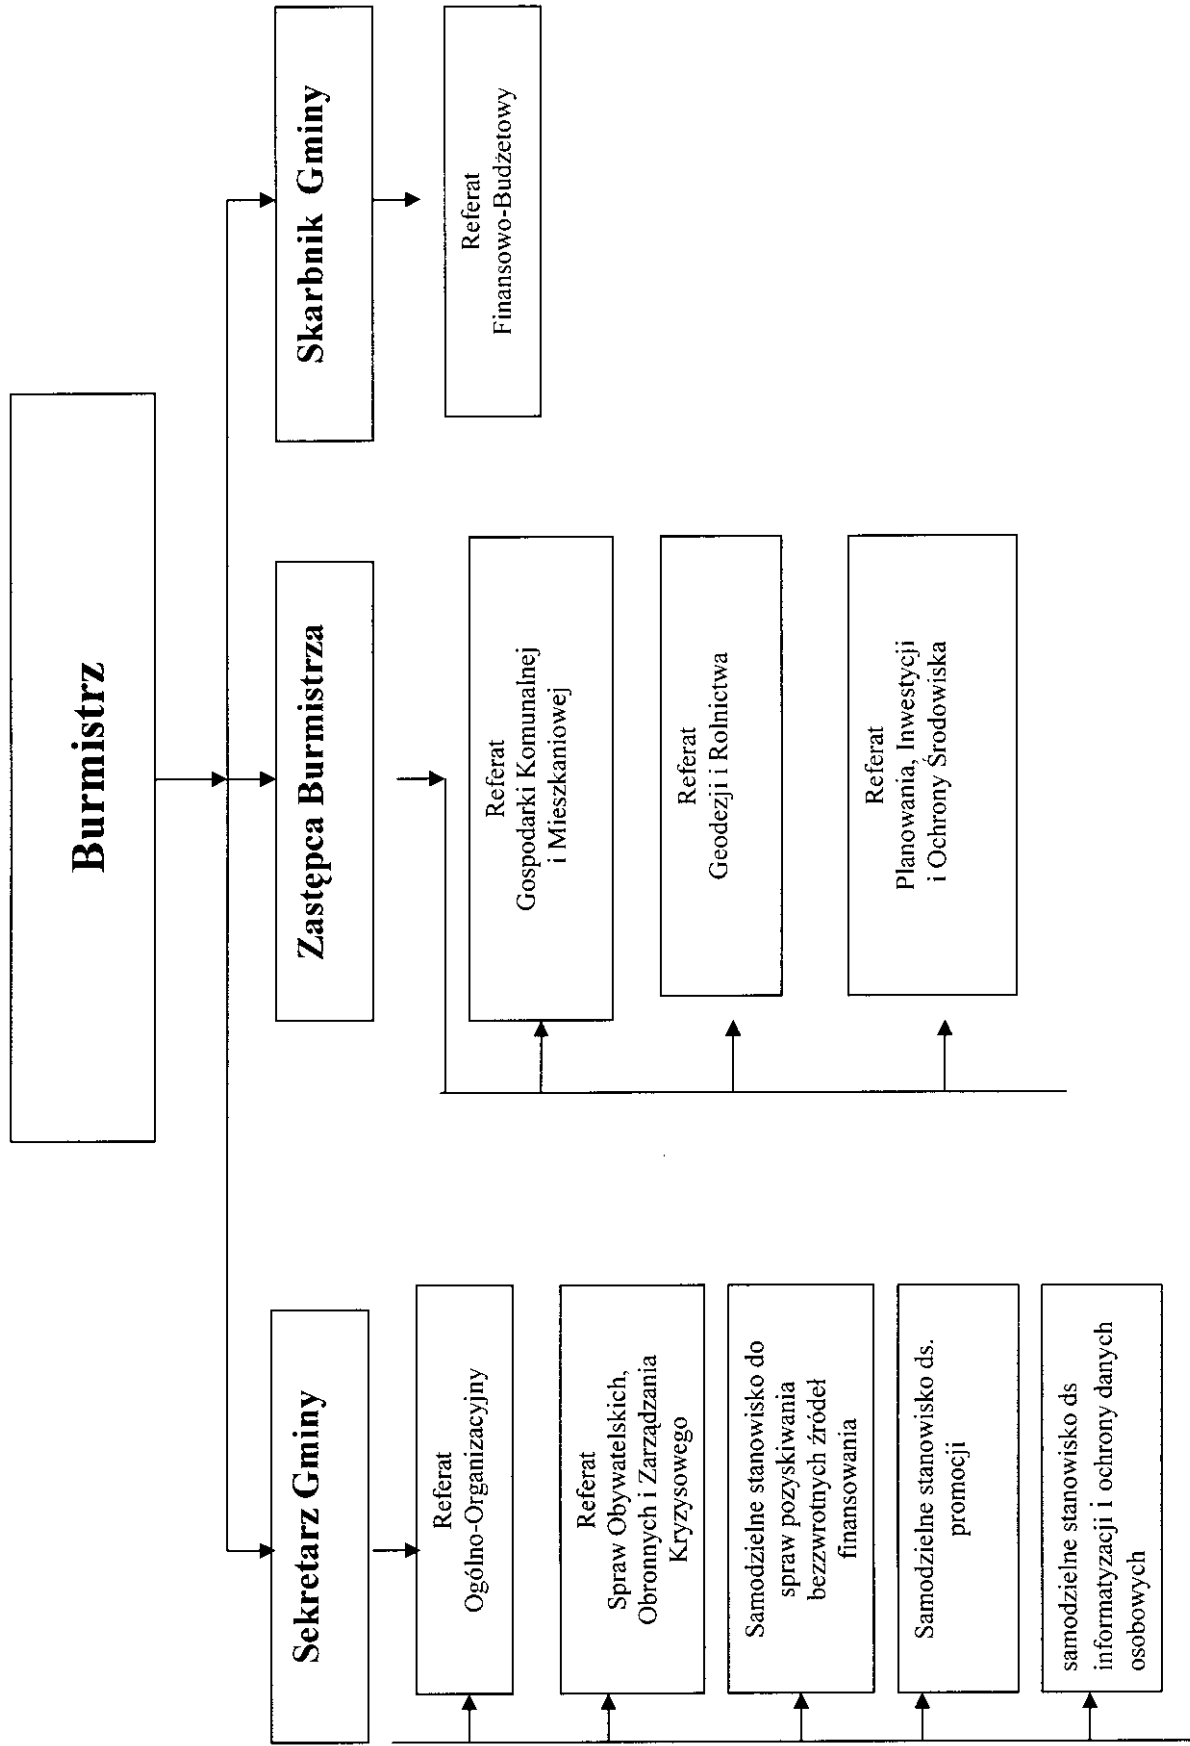 Burmistrz
Sekretarz Gminy
Zastępca Burmistrza
Skarbnik Gminy
Referat
Ogólno-Organizacyjny
Referat
Spraw Obywatelskich,
Obronnych i Zarządzania
Kryzysowego
Samodzielne stanowisko do
spraw pozyskiwania
bezzwrotnych źródeł
finansowania
Samodzielne stanowisko ds.
promocji
samodzielne stanowisko ds
informatyzacji i ochrony danych
osobowych
Referat
Gospodarki Komunalnej
i Mieszkaniowej
Referat
Geodezji i Rolnictwa
Referat
Planowania, Inwestycji
i Ochrony Środowiska
Referat
Finansowo-Budżetowy